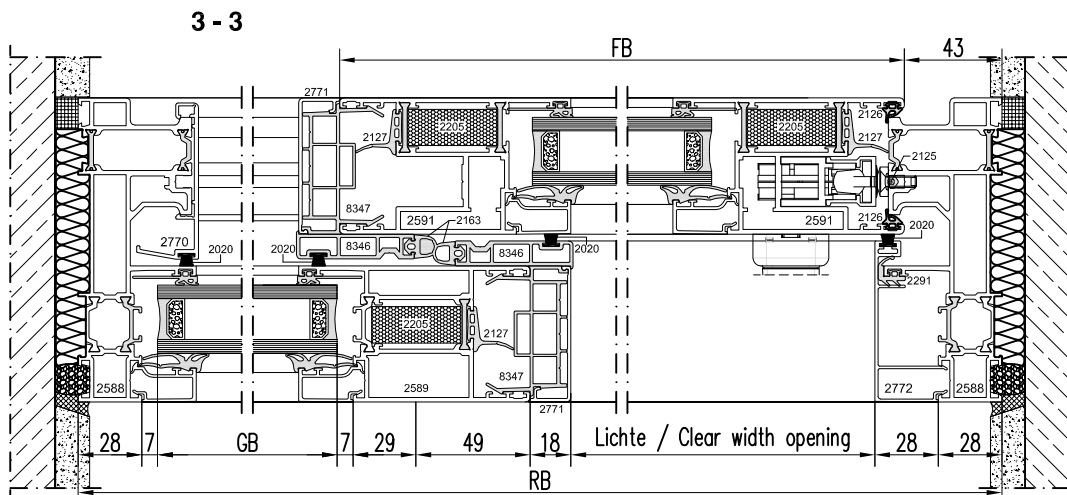 3 - 3
FB 43
2771
2205 2205 2126
2127 2127
2125
8347 2591 2163 2591 2126
2020
2770 2020 2020 8346 8346 2020
2291
2205
2127
2588 2589 8347 2772 2588
2771
28 7 GB 7 29 49 18 Lichte / Clear width opening 28 28
RB